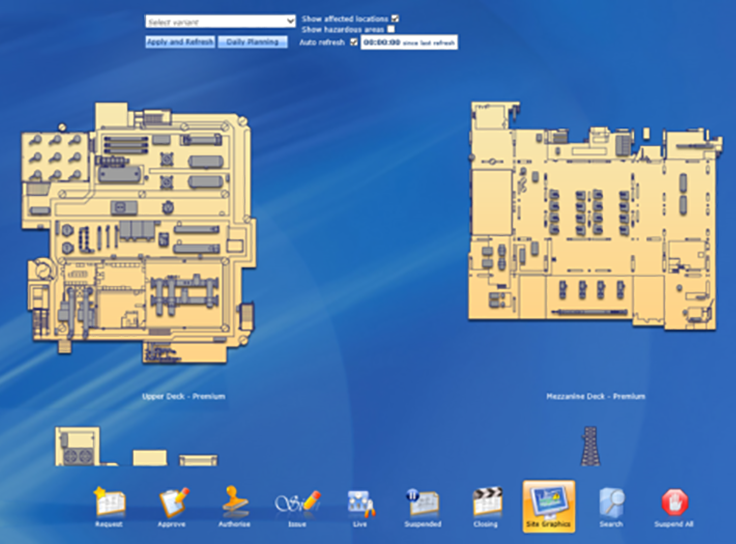 Select variant
Show affected locations
Show hazardous areas
Apply and Refresh
Daily Planning
Auto refresh
00:00:00 since last refresh
Upper Deck - Premium
Mezzanine Deck - Premium
Request
Approve
Authorise
Issue
Live
Suspended
Closing
Site Graphics
Search
Suspend All